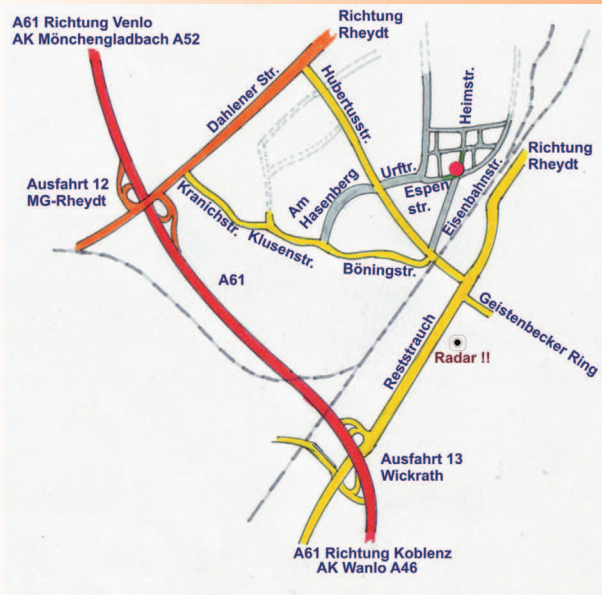 A61 Richtung Venlo
AK Mönchengladbach A52
Richtung
Rheydt
Dahlener Str.
Hubertusstr.
Heimstr.
Richtung
Rheydt
Ausfahrt 12
MG-Rheydt
Kranichstr.
Klusenstr.
Am
Hasenberg
Urftr.
Espen
str.
Eisenbahnstr.
Böningstr.
A61
Geistenbecker Ring
Reststrauch
Radar !!
Ausfahrt 13
Wickrath
A61 Richtung Koblenz
AK Wanlo A46